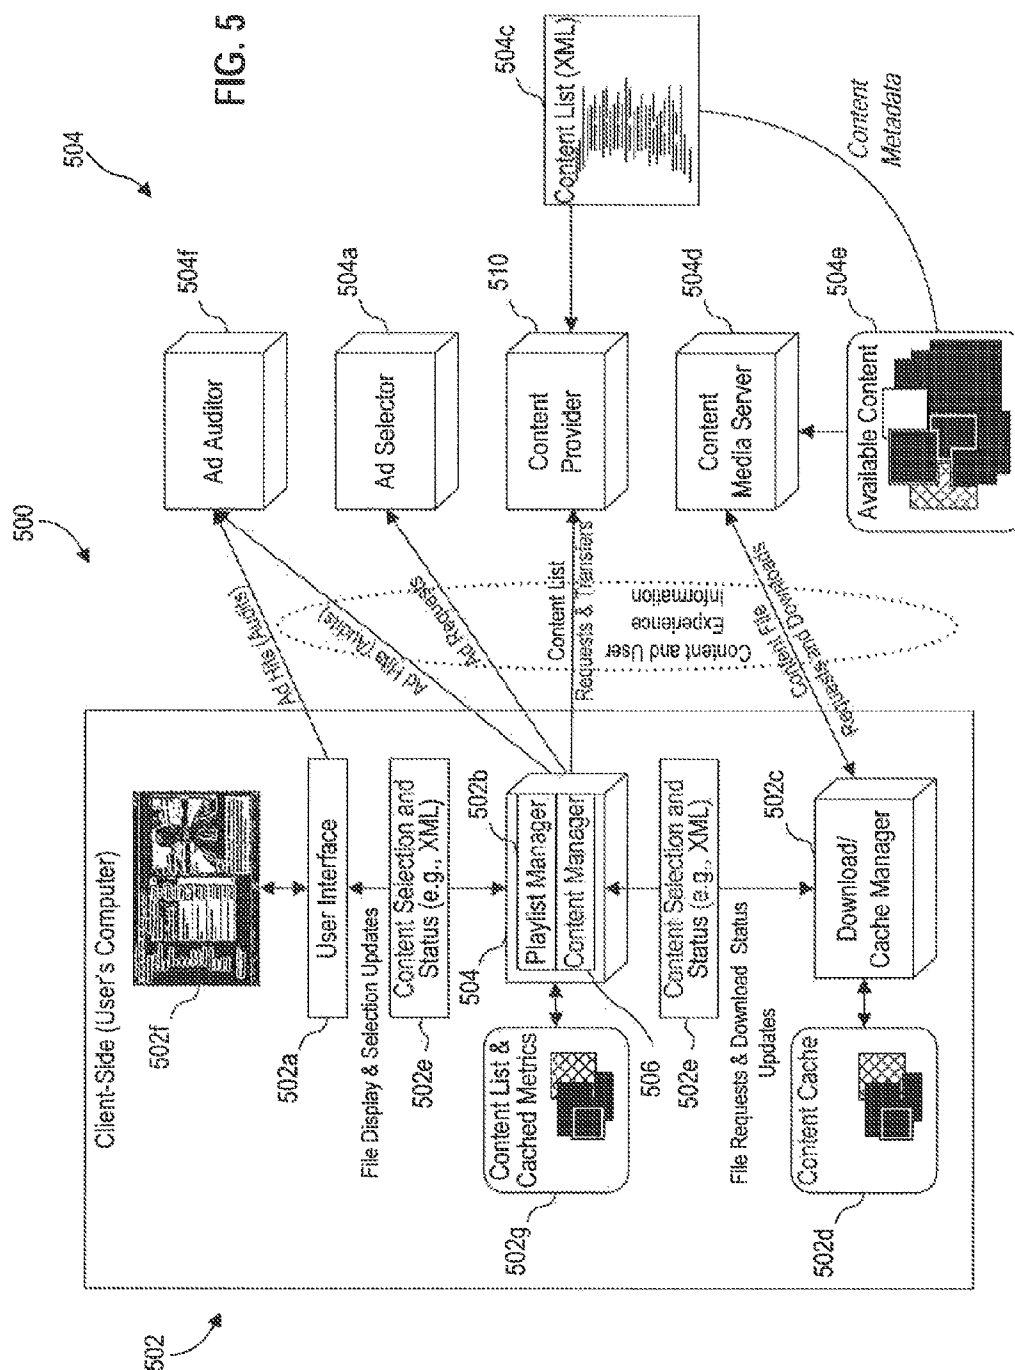 FIG. 5
500
502
504
Client-Side (User's Computer)
502f
User Interface
502a
File Display & Selection Updates
Content Selection and
Status (e.g., XML)
502e
504
Playlist Manager
Content Manager
502b
506
Content List &
Cached Metrics
502g
Content Selection and
Status (e.g., XML)
502e
File Requests & Download Status
Updates
Download/
Cache Manager
502c
Content Cache
502d
Ad Hits (Audits)
Ad Hits (Audits)
Ad Requests
Content List
Requests & Transfers
Content and User
Experience
Information
Content File
Requests and Downloads
Ad Auditor
504f
Ad Selector
504a
Content
Provider
510
Content
Media Server
504d
Available Content
504e
Content List (XML)
504c
Content
Metadata